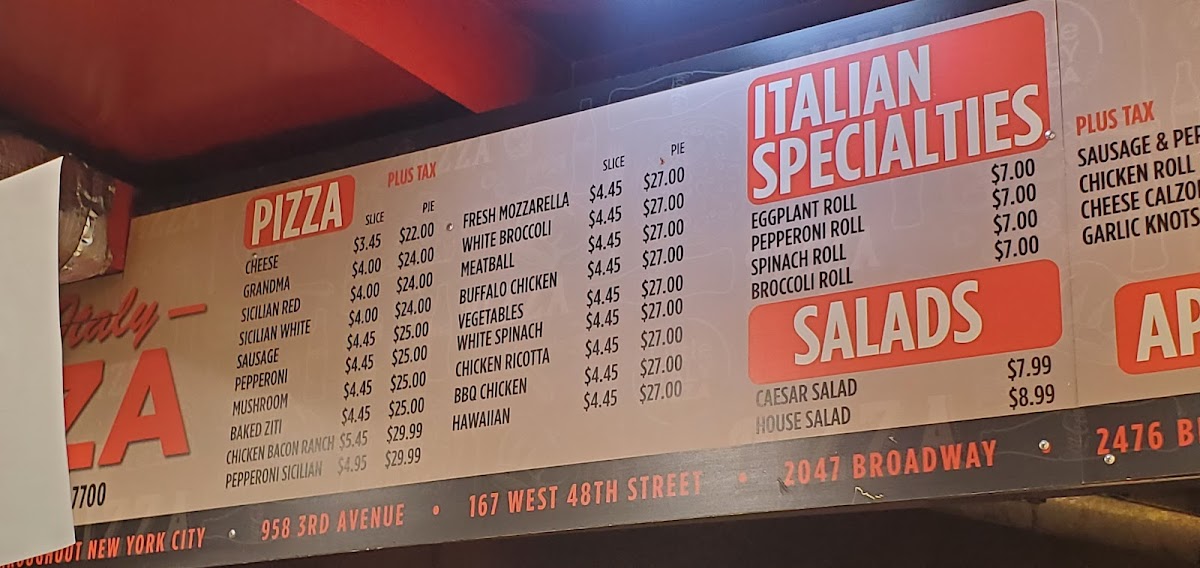 Italy
ZA
7700
PIZZA
PLUS TAX
SLICE PIE
CHEESE $3.45 $22.00
GRANDMA $4.00 $24.00
SICILIAN RED $4.00 $24.00
SICILIAN WHITE $4.00 $24.00
SAUSAGE $4.45 $25.00
PEPPERONI $4.45 $25.00
MUSHROOM $4.45 $25.00
BAKED ZITI $4.45 $25.00
CHICKEN BACON RANCH $5.45 $29.99
PEPPERONI SICILIAN $4.95 $29.99
SLICE PIE
FRESH MOZZARELLA $4.45 $27.00
WHITE BROCCOLI $4.45 $27.00
MEATBALL $4.45 $27.00
BUFFALO CHICKEN $4.45 $27.00
VEGETABLES $4.45 $27.00
WHITE SPINACH $4.45 $27.00
CHICKEN RICOTTA $4.45 $27.00
BBQ CHICKEN $4.45 $27.00
HAWAIIAN $4.45 $27.00
ITALIAN
SPECIALTIES
EGGPLANT ROLL $7.00
PEPPERONI ROLL $7.00
SPINACH ROLL $7.00
BROCCOLI ROLL $7.00
SALADS
CAESAR SALAD $7.99
HOUSE SALAD $8.99
PLUS TAX
SAUSAGE & PEP
CHICKEN ROLL
CHEESE CALZO
GARLIC KNOTS
AP
THROUGHOUT NEW YORK CITY • 958 3RD AVENUE • 167 WEST 48TH STREET • 2047 BROADWAY • 2476 B